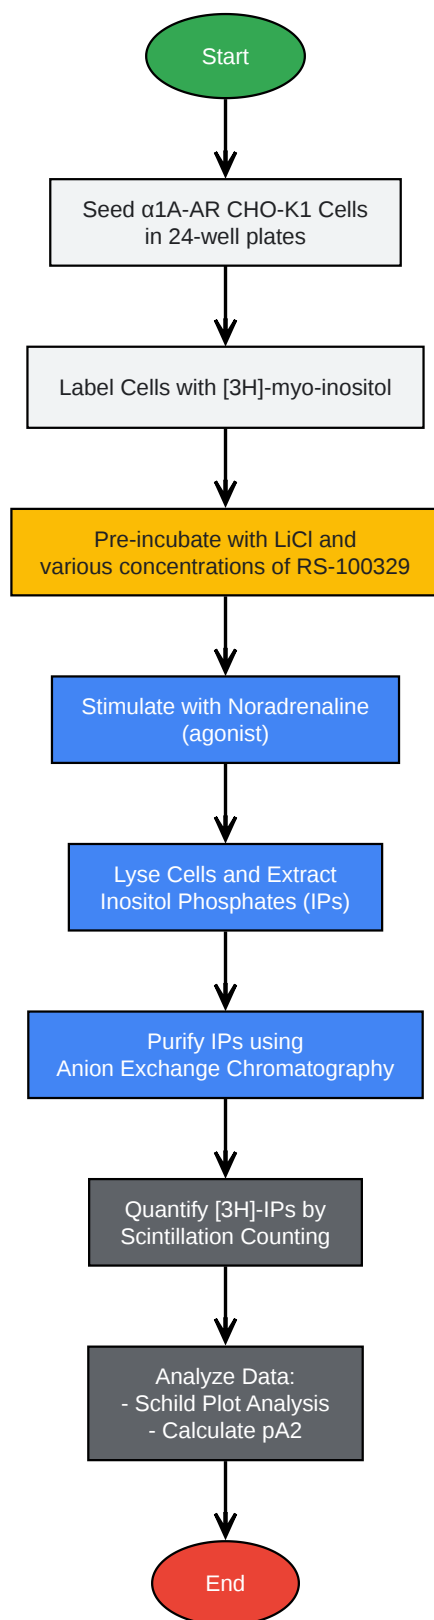 Start
Seed α1A-AR CHO-K1 Cells
in 24-well plates
Label Cells with [3H]-myo-inositol
Pre-incubate with LiCl and
various concentrations of RS-100329
Stimulate with Noradrenaline
(agonist)
Lyse Cells and Extract
Inositol Phosphates (IPs)
Purify IPs using
Anion Exchange Chromatography
Quantify [3H]-IPs by
Scintillation Counting
Analyze Data:
- Schild Plot Analysis
- Calculate pA2
End